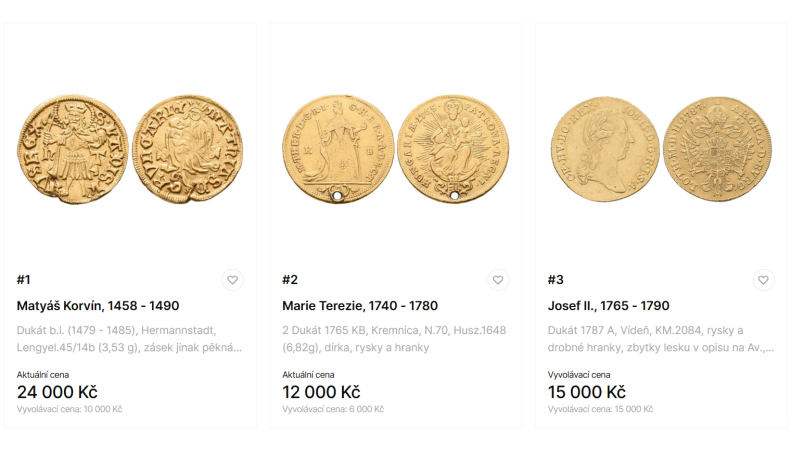 #1
Matyáš Korvín, 1458 - 1490
Dukát b.l. (1479 - 1485), Hermannstadt,
Lengyel.45/14b (3,53 g), zásek jinak pěkná...
Aktuální cena
24 000 Kč
Vyvolávací cena: 10 000 Kč
#2
Marie Terezie, 1740 - 1780
2 Dukát 1765 KB, Kremnica, N.70, Husz.1648
(6,82g), dírka, rysky a hranky
Aktuální cena
12 000 Kč
Vyvolávací cena: 6 000 Kč
#3
Josef II., 1765 - 1790
Dukát 1787 A, Vídeň, KM.2084, rysky a
drobné hranky, zbytky lesku v opisu na Av.,...
Vyvolávací cena
15 000 Kč
Vyvolávací cena: 15 000 Kč